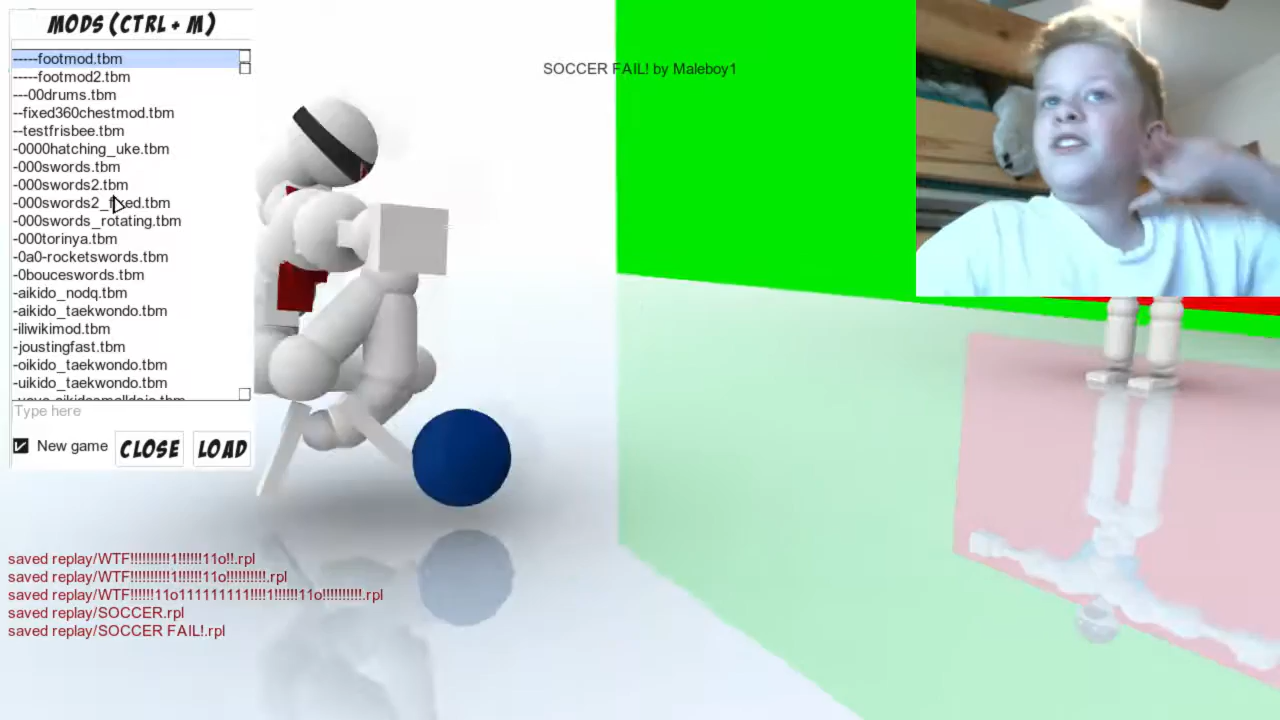 MODS (CTRL + M)
-----footmod.tbm
-----footmod2.tbm
---00drums.tbm
--fixed360chestmod.tbm
--testfrisbee.tbm
-0000hatching_uke.tbm
-000swords.tbm
-000swords2.tbm
-000swords2_fixed.tbm
-000swords_rotating.tbm
-000torinya.tbm
-0a0-rocketswords.tbm
-0bouceswords.tbm
-aikido_nodq.tbm
-aikido_taekwondo.tbm
-iliwikimod.tbm
-joustingfast.tbm
-oikido_taekwondo.tbm
-uikido_taekwondo.tbm
Type here
New game CLOSE LOAD
SOCCER FAIL! by Maleboy1
saved replay/WTF!!!!!!!!!!1!!!!!!11o!!.rpl
saved replay/WTF!!!!!!!!!!1!!!!!!11o!!!!!!!!!!.rpl
saved replay/WTF!!!!!!11o111111111!!!!1!!!!!!11o!!!!!!!!!!.rpl
saved replay/SOCCER.rpl
saved replay/SOCCER FAIL!.rpl